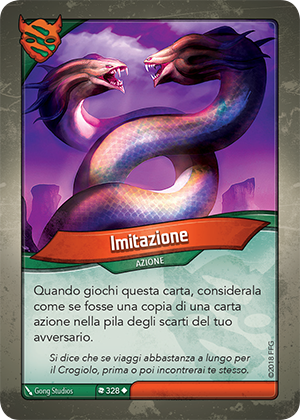 Imitazione
AZIONE
Quando giochi questa carta, considerala
come se fosse una copia di una carta
azione nella pila degli scarti del tuo
avversario.
Si dice che se viaggi abbastanza a lungo per
il Crogiolo, prima o poi incontrerai te stesso.
©2018 FFG
Gong Studios
328